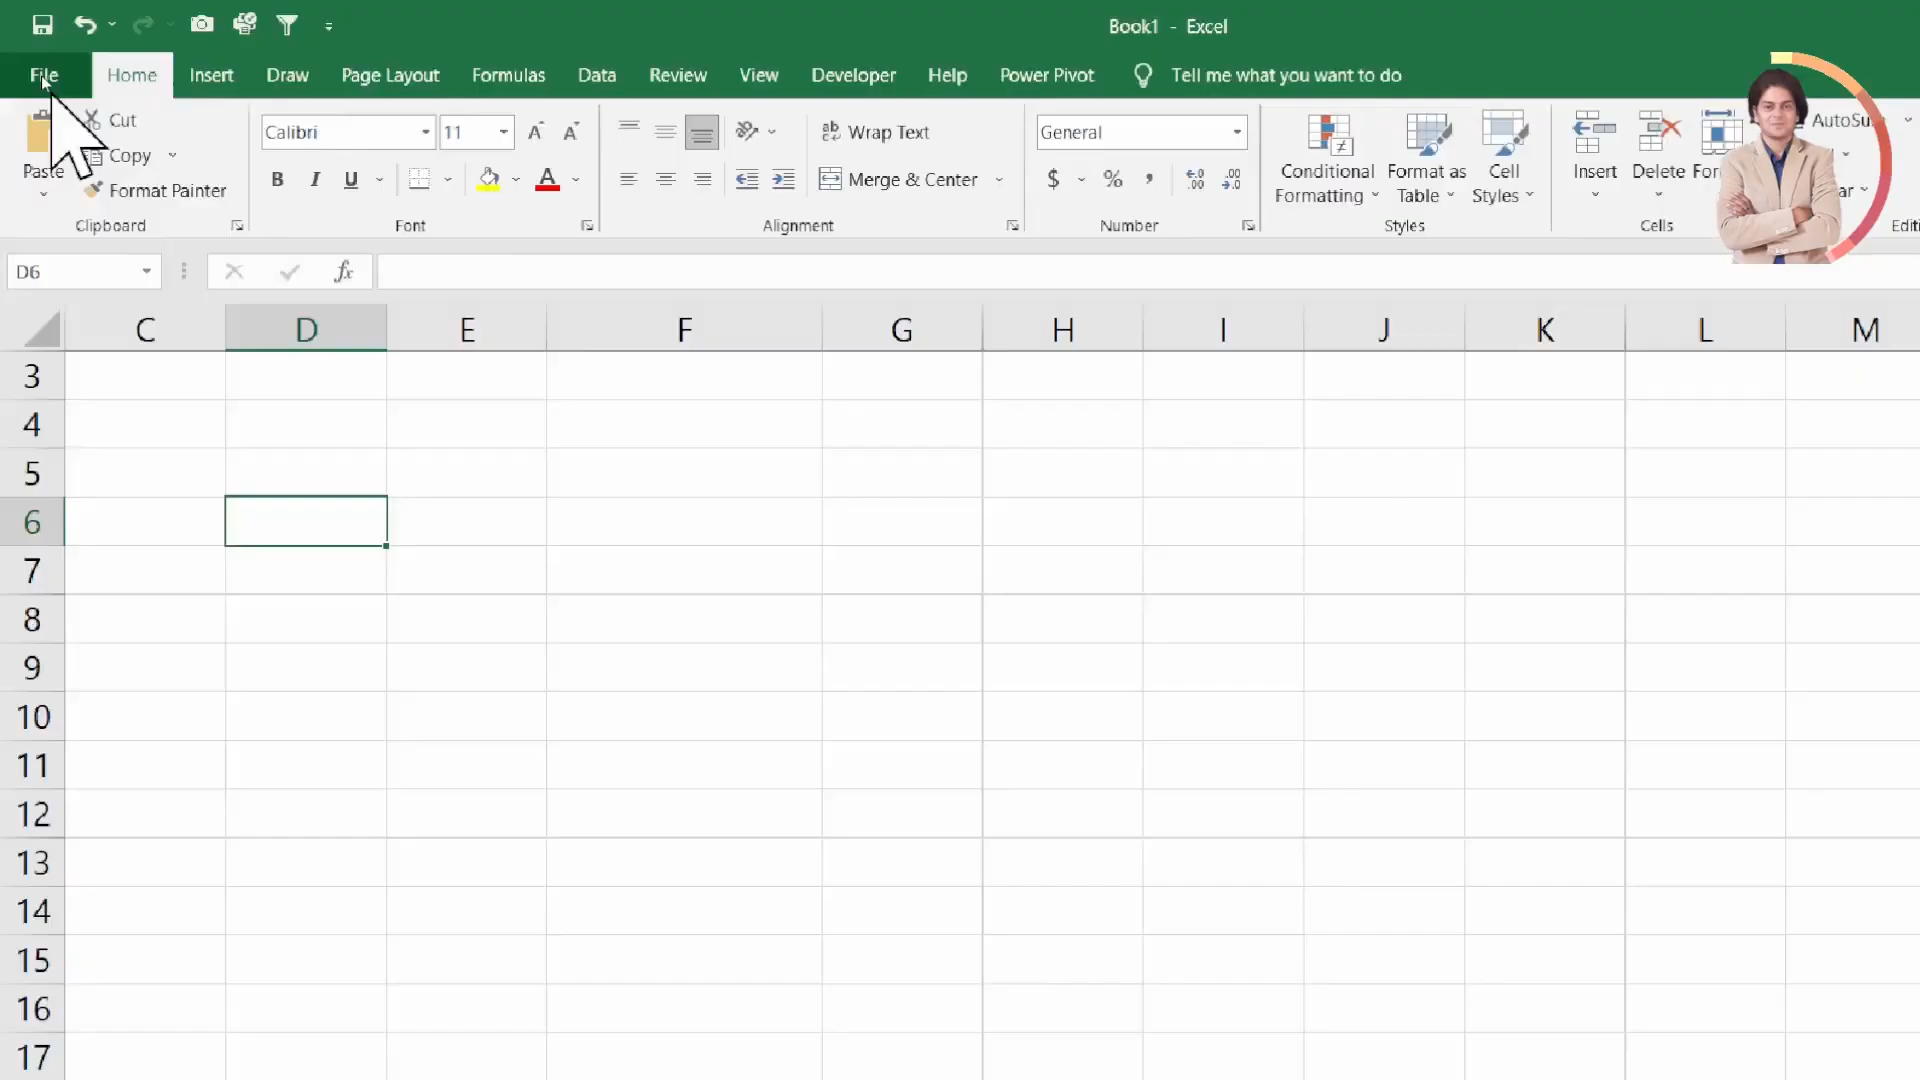 Book1 - Excel
File Home Insert Draw Page Layout Formulas Data Review View Developer Help Power Pivot Tell me what you want to do
Cut
Copy
Paste
Format Painter
Clipboard
Calibri 11
B I U A
Font
ab Wrap Text
Merge & Center
Alignment
General
$ % ,
Number
Conditional Formatting
Format as Table
Cell Styles
Styles
Insert Delete
Cells
D6
fx
C D E F G H I J K L M
3
4
5
6
7
8
9
10
11
12
13
14
15
16
17